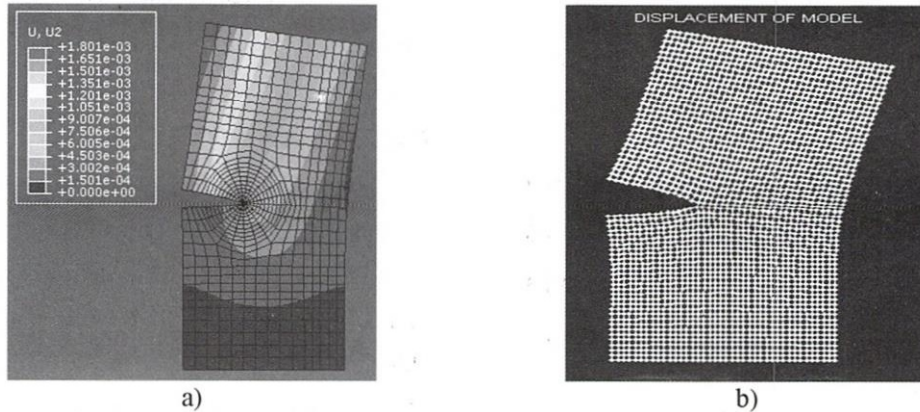 U, U2
+1.801e-03
+1.651e-03
+1.501e-03
+1.351e-03
+1.201e-03
+1.051e-03
+9.007e-04
+7.506e-04
+6.005e-04
+4.503e-04
+3.002e-04
+1.501e-04
+0.000e+00
a)
DISPLACEMENT OF MODEL
b)